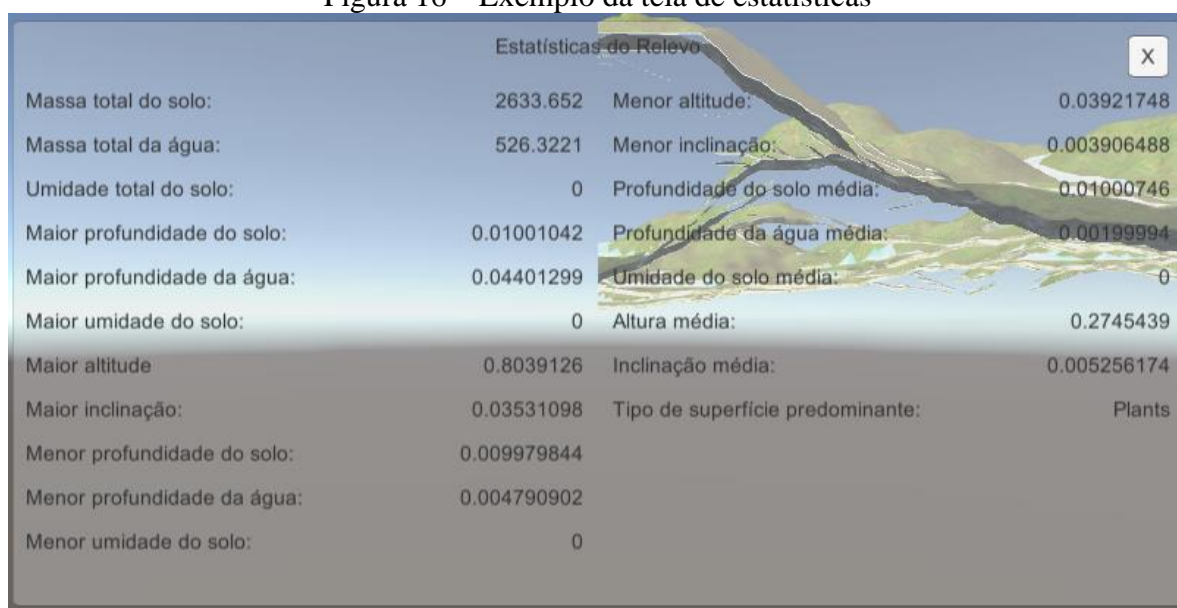 Figura 16 – Exemplo da tela de estatísticas
Estatísticas do Relevo
X
Massa total do solo: 2633.652
Massa total da água: 526.3221
Umidade total do solo: 0
Maior profundidade do solo: 0.01001042
Maior profundidade da água: 0.04401299
Maior umidade do solo: 0
Maior altitude 0.8039126
Maior inclinação: 0.03531098
Menor profundidade do solo: 0.009979844
Menor profundidade da água: 0.004790902
Menor umidade do solo: 0
Menor altitude: 0.03921748
Menor inclinação: 0.003906488
Profundidade do solo média: 0.01000746
Profundidade da água média: 0.00199994
Umidade do solo média: 0
Altura média: 0.2745439
Inclinação média: 0.005256174
Tipo de superfície predominante: Plants